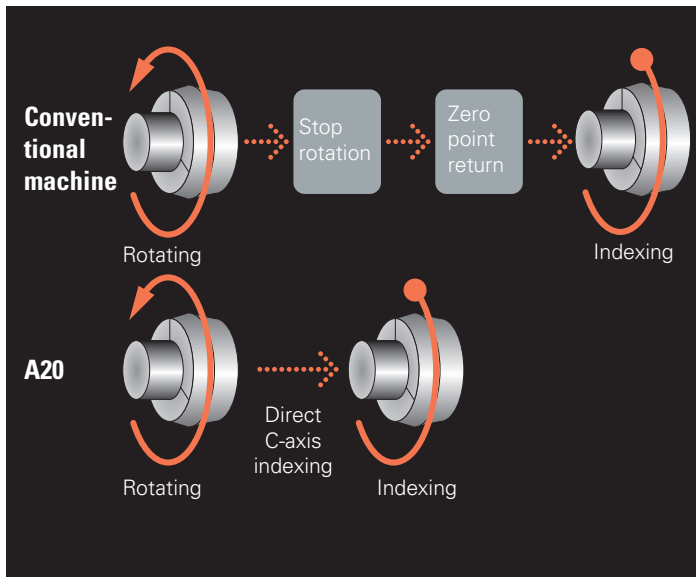 Conven-
tional
machine
Rotating
Stop
rotation
Zero
point
return
Indexing
A20
Rotating
Direct
C-axis
indexing
Indexing